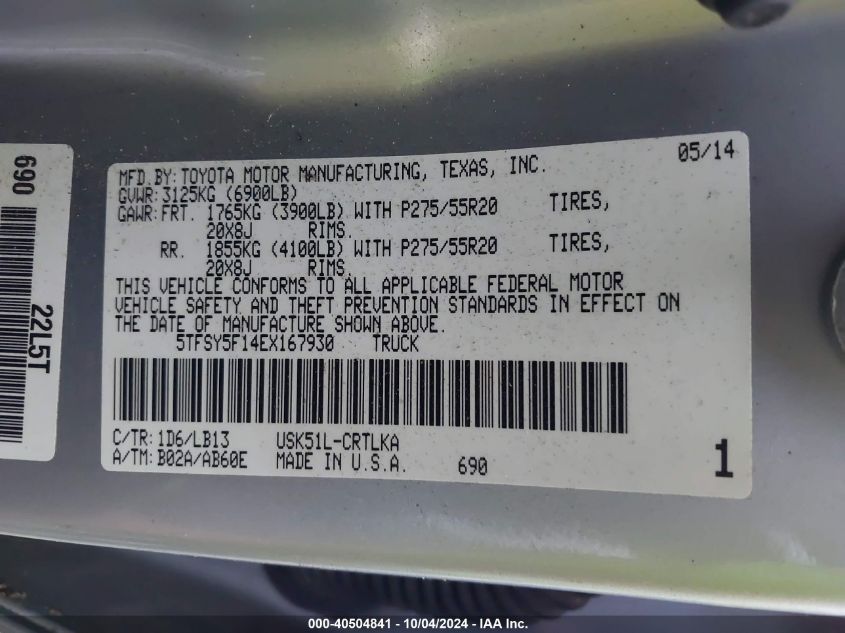 MFD.BY:TOYOTA MOTOR MANUFACTURING, TEXAS, INC. 05/14
GVWR:3125KG (6900LB)
GAWR:FRT. 1765KG (3900LB) WITH P275/55R20 TIRES,
20X8J RIMS.
RR. 1855KG (4100LB) WITH P275/55R20 TIRES,
20X8J RIMS.
THIS VEHICLE CONFORMS TO ALL APPLICABLE FEDERAL MOTOR
VEHICLE SAFETY AND THEFT PREVENTION STANDARDS IN EFFECT ON
THE DATE OF MANUFACTURE SHOWN ABOVE.
5TFSY5F14EX167930 TRUCK
C/TR:1D6/LB13 USK51L-CRTLKA
A/TM:B02A/AB60E MADE IN U.S.A. 690 1
690
22L5T
000-40504841 - 10/04/2024 - IAA Inc.